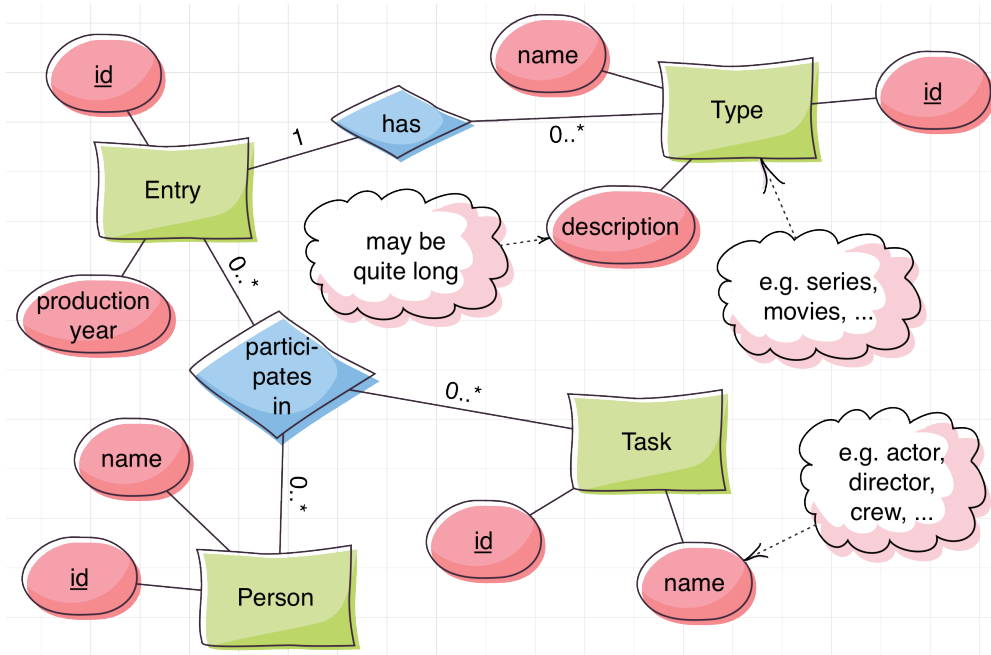 name
id
id
Type
has
1
0..*
Entry
description
may be
quite long
e.g. series,
movies, ...
production
year
0..*
partici-
pates
in
0..*
Task
name
e.g. actor,
director,
crew, ...
0..*
id
id
name
Person